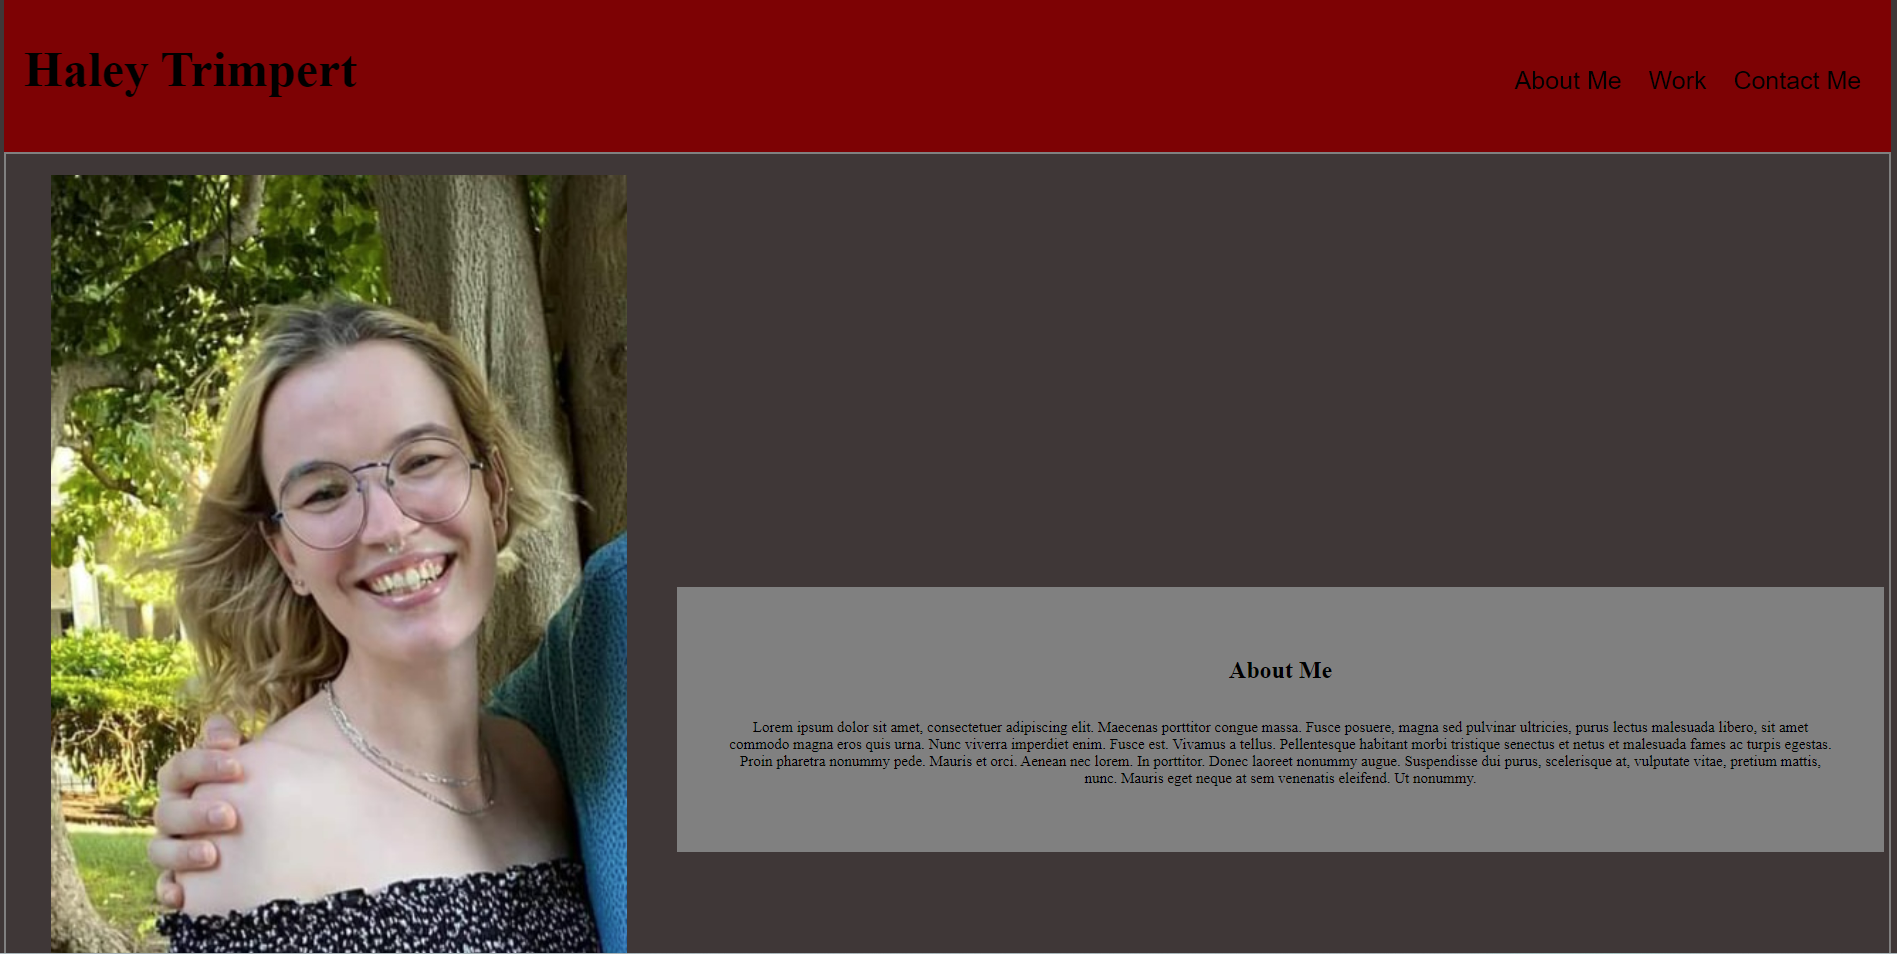 Haley Trimpert
About Me Work Contact Me
About Me
Lorem ipsum dolor sit amet, consectetuer adipiscing elit. Maecenas porttitor congue massa. Fusce posuere, magna sed pulvinar ultricies, purus lectus malesuada libero, sit amet
commodo magna eros quis urna. Nunc viverra imperdiet enim. Fusce est. Vivamus a tellus. Pellentesque habitant morbi tristique senectus et netus et malesuada fames ac turpis egestas.
Proin pharetra nonummy pede. Mauris et orci. Aenean nec lorem. In porttitor. Donec laoreet nonummy augue. Suspendisse dui purus, scelerisque at, vulputate vitae, pretium mattis,
nunc. Mauris eget neque at sem venenatis eleifend. Ut nonummy.